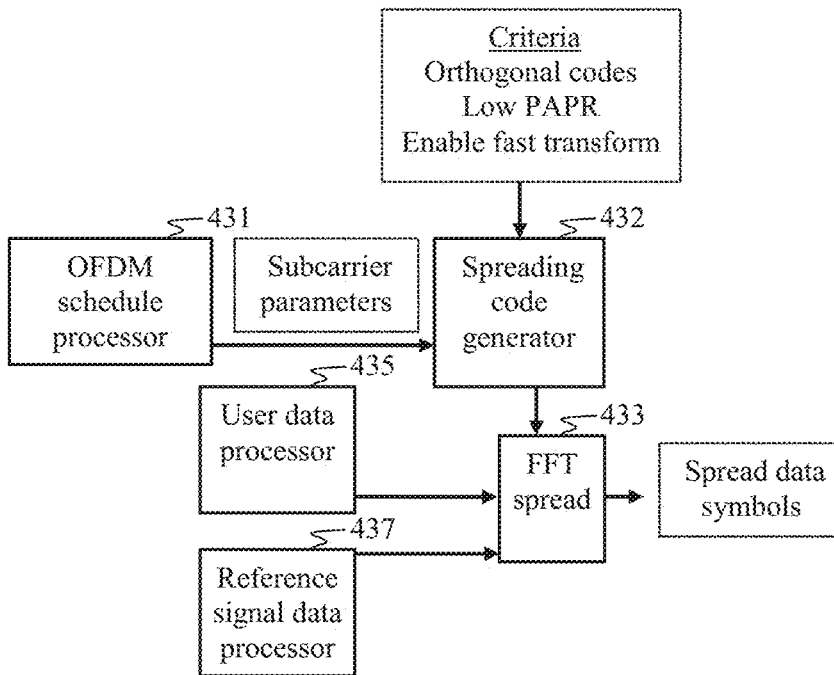 Criteria
Orthogonal codes
Low PAPR
Enable fast transform
431
432
OFDM
schedule
processor
Subcarrier
parameters
Spreading
code
generator
435
433
User data
processor
FFT
spread
Spread data
symbols
437
Reference
signal data
processor